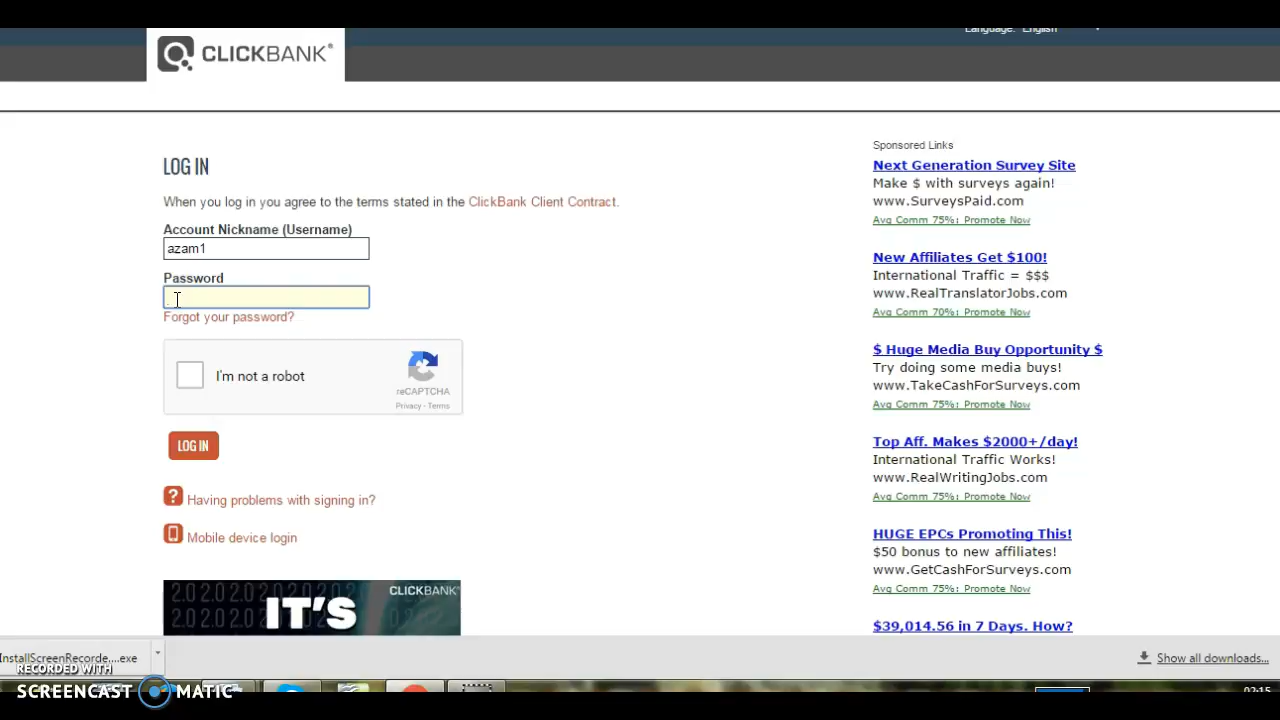 Language: English
CLICKBANK®
LOG IN
When you log in you agree to the terms stated in the ClickBank Client Contract.
Account Nickname (Username)
azam1
Password
Forgot your password?
I'm not a robot
reCAPTCHA
Privacy - Terms
LOG IN
Having problems with signing in?
Mobile device login
CLICKBANK
IT'S
Sponsored Links
Next Generation Survey Site
Make $ with surveys again!
www.SurveysPaid.com
Avg Comm 75%: Promote Now
New Affiliates Get $100!
International Traffic = $$$
www.RealTranslatorJobs.com
Avg Comm 70%: Promote Now
$ Huge Media Buy Opportunity $
Try doing some media buys!
www.TakeCashForSurveys.com
Avg Comm 75%: Promote Now
Top Aff. Makes $2000+/day!
International Traffic Works!
www.RealWritingJobs.com
Avg Comm 75%: Promote Now
HUGE EPCs Promoting This!
$50 bonus to new affiliates!
www.GetCashForSurveys.com
Avg Comm 75%: Promote Now
$39,014.56 in 7 Days. How?
InstallScreenRecorde....exe
Show all downloads...
RECORDED WITH
SCREENCAST MATIC
02:15